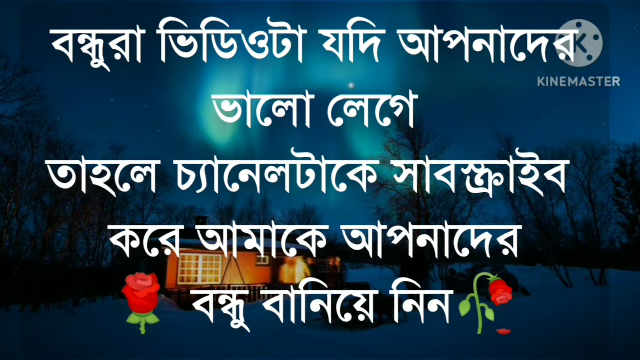 বন্ধুরা ভিডিওটা যদি আপনাদের
KINEMASTER
ভালো লেগে
তাহলে চ্যানেলটাকে সাবস্ক্রাইব
করে আমাকে আপনাদের
বন্ধু বানিয়ে নিন